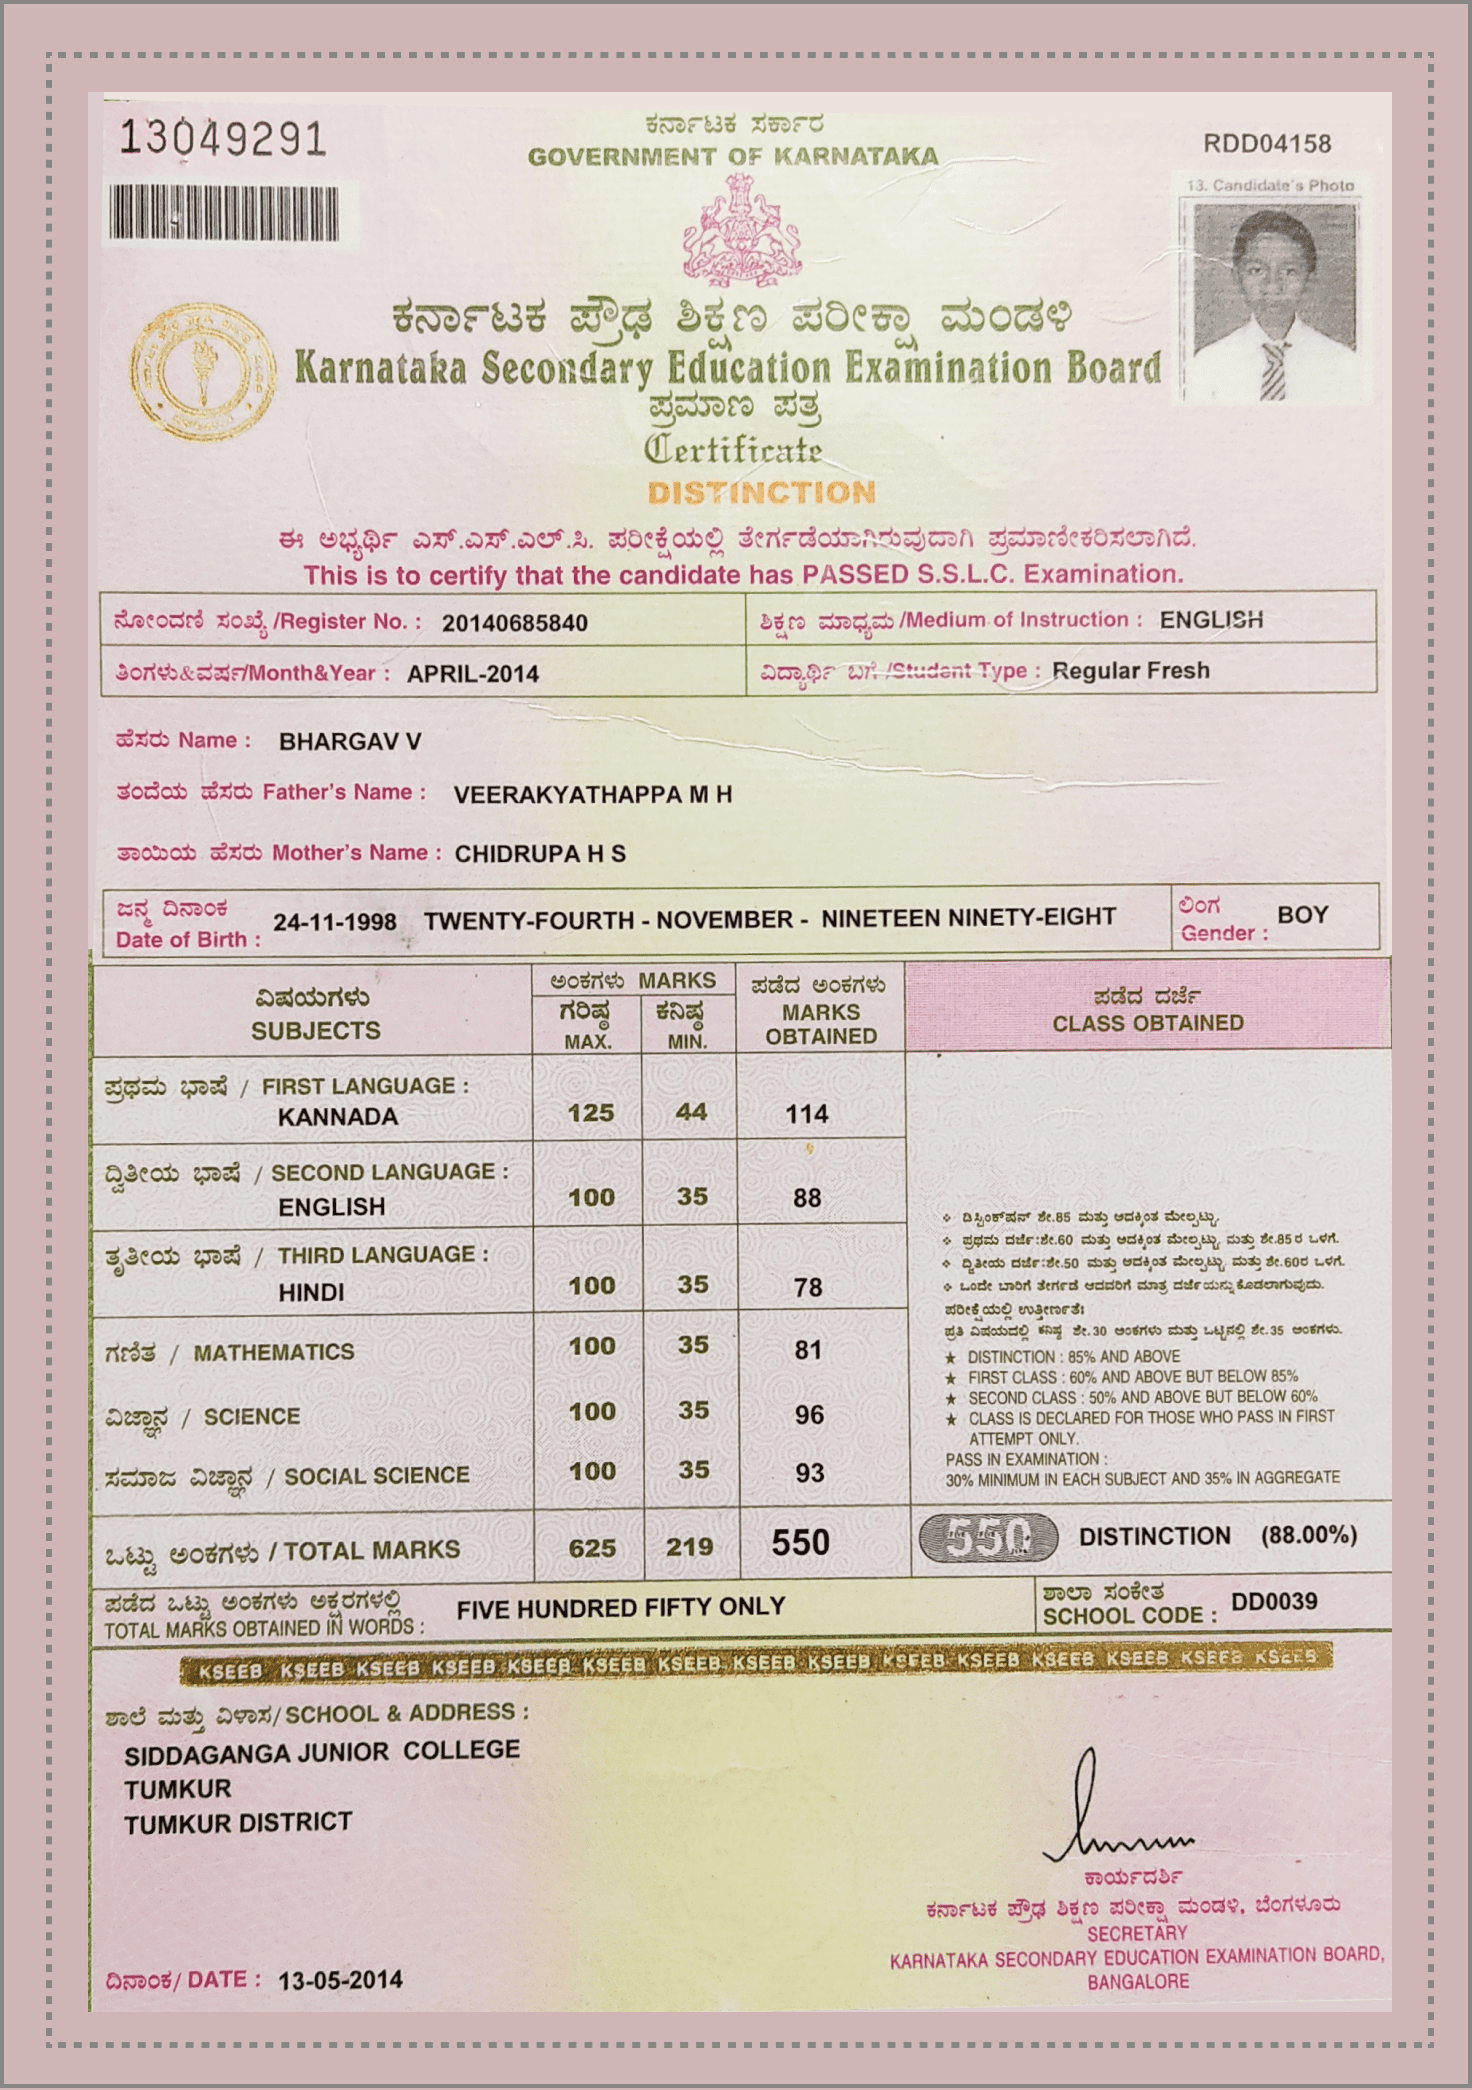 13049291
ಕರ್ನಾಟಕ ಸರ್ಕಾರ
GOVERNMENT OF KARNATAKA
RDD04158
13. Candidate's Photo
ಕರ್ನಾಟಕ ಪ್ರೌಢ ಶಿಕ್ಷಣ ಪರೀಕ್ಷಾ ಮಂಡಳಿ
Karnataka Secondary Education Examination Board
ಪ್ರಮಾಣ ಪತ್ರ
Certificate
DISTINCTION
ಈ ಅಭ್ಯರ್ಥಿ ಎಸ್.ಎಸ್.ಎಲ್.ಸಿ. ಪರೀಕ್ಷೆಯಲ್ಲಿ ತೇರ್ಗಡೆಯಾಗಿರುವುದಾಗಿ ಪ್ರಮಾಣೀಕರಿಸಲಾಗಿದೆ.
This is to certify that the candidate has PASSED S.S.L.C. Examination.
ನೋಂದಣಿ ಸಂಖ್ಯೆ /Register No. : 20140685840
ಶಿಕ್ಷಣ ಮಾಧ್ಯಮ /Medium of Instruction : ENGLISH
ತಿಂಗಳು&ವರ್ಷ/Month&Year : APRIL-2014
ವಿದ್ಯಾರ್ಥಿ ಬಗೆ /Student Type : Regular Fresh
ಹೆಸರು Name : BHARGAV V
ತಂದೆಯ ಹೆಸರು Father's Name : VEERAKYATHAPPA M H
ತಾಯಿಯ ಹೆಸರು Mother's Name : CHIDRUPA H S
ಜನ್ಮ ದಿನಾಂಕ
Date of Birth : 24-11-1998 TWENTY-FOURTH - NOVEMBER - NINETEEN NINETY-EIGHT
ಲಿಂಗ
Gender : BOY
ವಿಷಯಗಳು
SUBJECTS
ಅಂಕಗಳು MARKS
ಗರಿಷ್ಠ
MAX.
ಕನಿಷ್ಠ
MIN.
ಪಡೆದ ಅಂಕಗಳು
MARKS
OBTAINED
ಪಡೆದ ದರ್ಜೆ
CLASS OBTAINED
ಪ್ರಥಮ ಭಾಷೆ / FIRST LANGUAGE :
KANNADA 125 44 114
ದ್ವಿತೀಯ ಭಾಷೆ / SECOND LANGUAGE :
ENGLISH 100 35 88
ತೃತೀಯ ಭಾಷೆ / THIRD LANGUAGE :
HINDI 100 35 78
ಗಣಿತ / MATHEMATICS 100 35 81
ವಿಜ್ಞಾನ / SCIENCE 100 35 96
ಸಮಾಜ ವಿಜ್ಞಾನ / SOCIAL SCIENCE 100 35 93
❖ ಡಿಸ್ಟಿಂಕ್‌ಷನ್ ಶೇ.85 ಮತ್ತು ಅದಕ್ಕಿಂತ ಮೇಲ್ಪಟ್ಟು.
❖ ಪ್ರಥಮ ದರ್ಜೆ:ಶೇ.60 ಮತ್ತು ಅದಕ್ಕಿಂತ ಮೇಲ್ಪಟ್ಟು ಮತ್ತು ಶೇ.85ರ ಒಳಗೆ.
❖ ದ್ವಿತೀಯ ದರ್ಜೆ:ಶೇ.50 ಮತ್ತು ಅದಕ್ಕಿಂತ ಮೇಲ್ಪಟ್ಟು ಮತ್ತು ಶೇ.60ರ ಒಳಗೆ.
❖ ಒಂದೇ ಬಾರಿಗೆ ತೇರ್ಗಡೆ ಆದವರಿಗೆ ಮಾತ್ರ ದರ್ಜೆಯನ್ನು ಕೊಡಲಾಗುವುದು.
ಪರೀಕ್ಷೆಯಲ್ಲಿ ಉತ್ತೀರ್ಣತೆ:
ಪ್ರತಿ ವಿಷಯದಲ್ಲಿ ಕನಿಷ್ಠ ಶೇ.30 ಅಂಕಗಳು ಮತ್ತು ಒಟ್ಟಿನಲ್ಲಿ ಶೇ.35 ಅಂಕಗಳು.
★ DISTINCTION : 85% AND ABOVE
★ FIRST CLASS : 60% AND ABOVE BUT BELOW 85%
★ SECOND CLASS : 50% AND ABOVE BUT BELOW 60%
★ CLASS IS DECLARED FOR THOSE WHO PASS IN FIRST
ATTEMPT ONLY.
PASS IN EXAMINATION :
30% MINIMUM IN EACH SUBJECT AND 35% IN AGGREGATE
ಒಟ್ಟು ಅಂಕಗಳು / TOTAL MARKS 625 219 550
550 DISTINCTION (88.00%)
ಪಡೆದ ಒಟ್ಟು ಅಂಕಗಳು ಅಕ್ಷರಗಳಲ್ಲಿ
TOTAL MARKS OBTAINED IN WORDS : FIVE HUNDRED FIFTY ONLY
ಶಾಲಾ ಸಂಕೇತ
SCHOOL CODE : DD0039
KSEEB KSEEB KSEEB KSEEB KSEEB KSEEB KSEEB KSEEB KSEEB KSEEB KSEEB KSEEB KSEEB KSEEB KSEEB
ಶಾಲೆ ಮತ್ತು ವಿಳಾಸ/ SCHOOL & ADDRESS :
SIDDAGANGA JUNIOR COLLEGE
TUMKUR
TUMKUR DISTRICT
ಕಾರ್ಯದರ್ಶಿ
ಕರ್ನಾಟಕ ಪ್ರೌಢ ಶಿಕ್ಷಣ ಪರೀಕ್ಷಾ ಮಂಡಳಿ, ಬೆಂಗಳೂರು
SECRETARY
KARNATAKA SECONDARY EDUCATION EXAMINATION BOARD,
BANGALORE
ದಿನಾಂಕ/ DATE : 13-05-2014